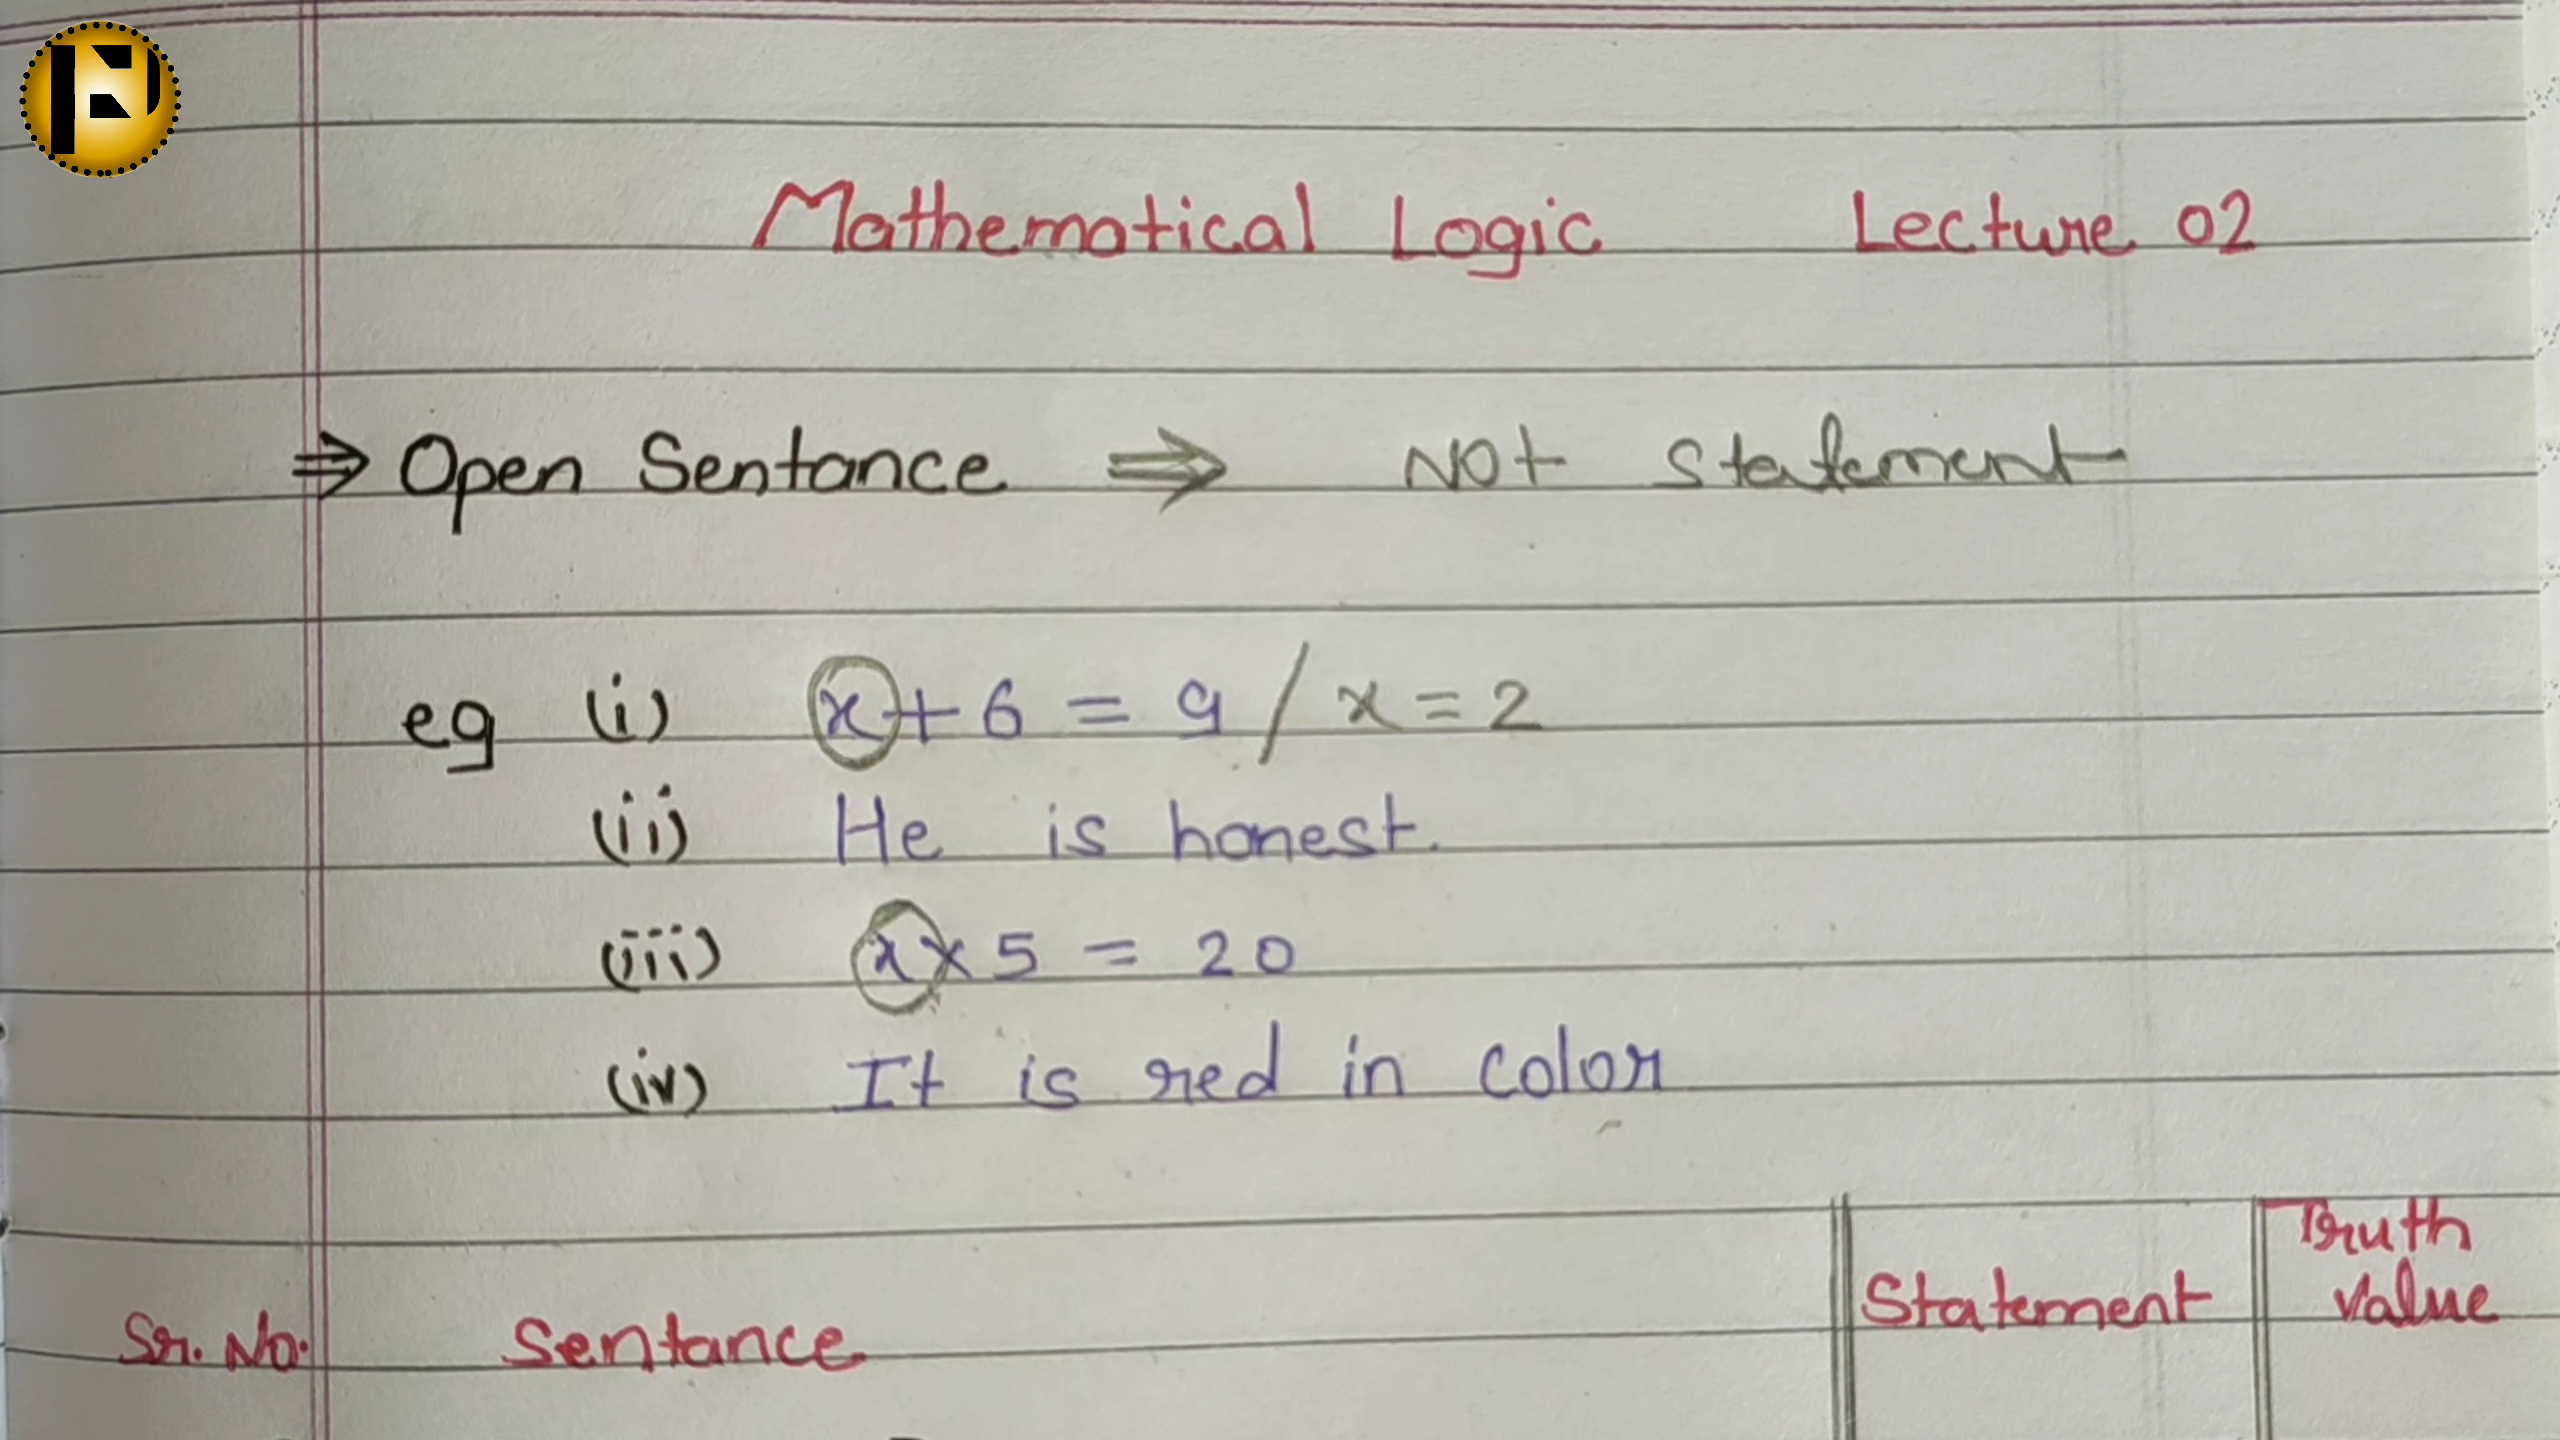 Mathematical Logic Lecture 02
⇒ Open Sentance ⇒ Not Statement
eg (i) x + 6 = 9 / x = 2
(ii) He is honest.
(iii) x × 5 = 20
(iv) It is red in color
Sr. No. Sentance Statement Truth Value